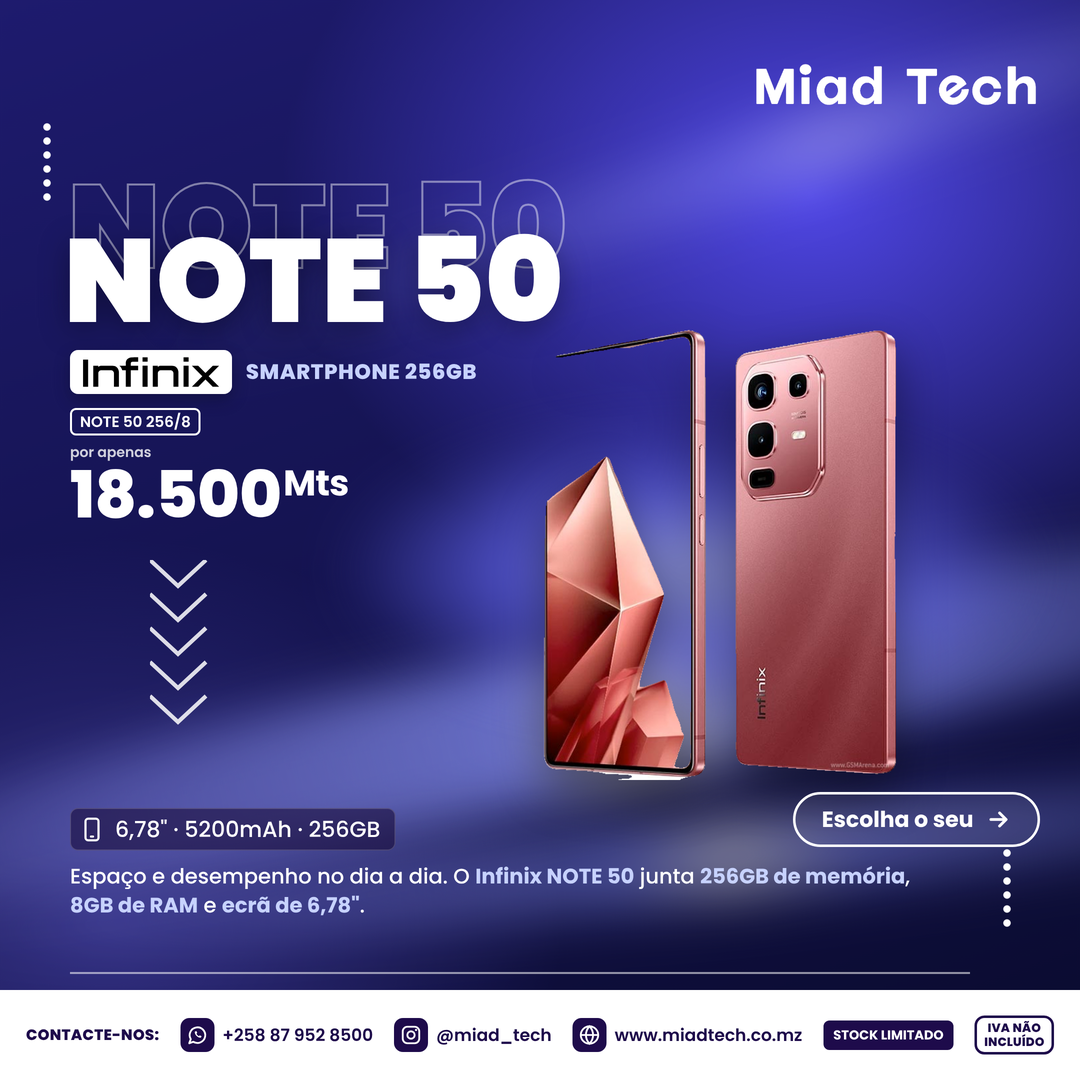 Miad Tech
NOTE 50
NOTE 50
Infinix SMARTPHONE 256GB
NOTE 50 256/8
por apenas
18.500Mts
Infinix
www.GSMArena.com
Escolha o seu
6,78" · 5200mAh · 256GB
Espaço e desempenho no dia a dia. O Infinix NOTE 50 junta 256GB de memória,
8GB de RAM e ecrã de 6,78".
CONTACTE-NOS: +258 87 952 8500 @miad_tech www.miadtech.co.mz STOCK LIMITADO IVA NÃO
INCLUÍDO